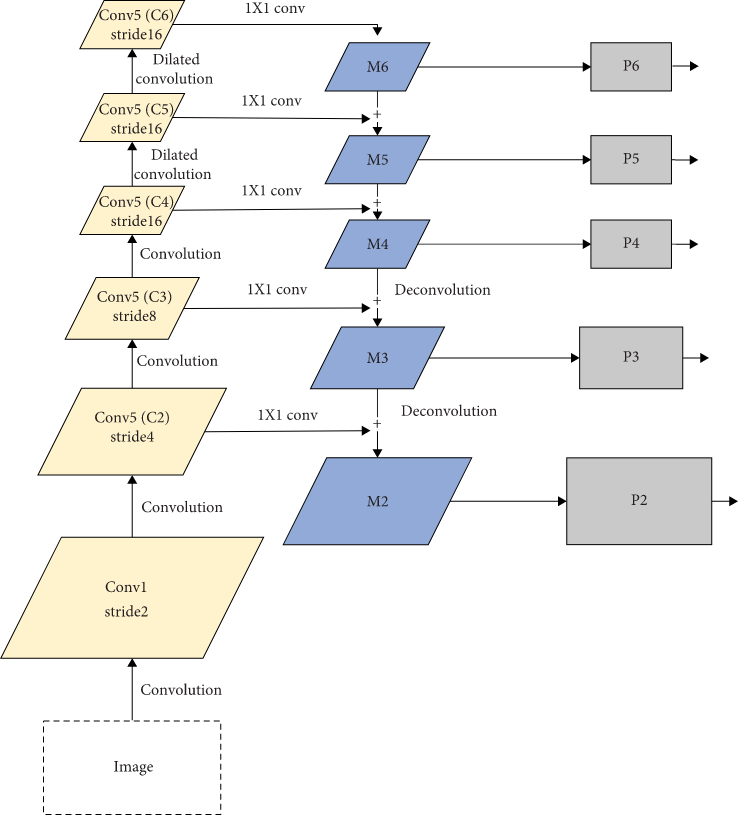 Conv5 (C6)
stride16
1X1 conv
M6
P6
Dilated
convolution
Conv5 (C5)
stride16
1X1 conv
+
M5
P5
Dilated
convolution
Conv5 (C4)
stride16
1X1 conv
+
M4
P4
Convolution
Conv5 (C3)
stride8
1X1 conv
+
Deconvolution
M3
P3
Convolution
Conv5 (C2)
stride4
1X1 conv
+
Deconvolution
M2
P2
Convolution
Conv1
stride2
Convolution
Image